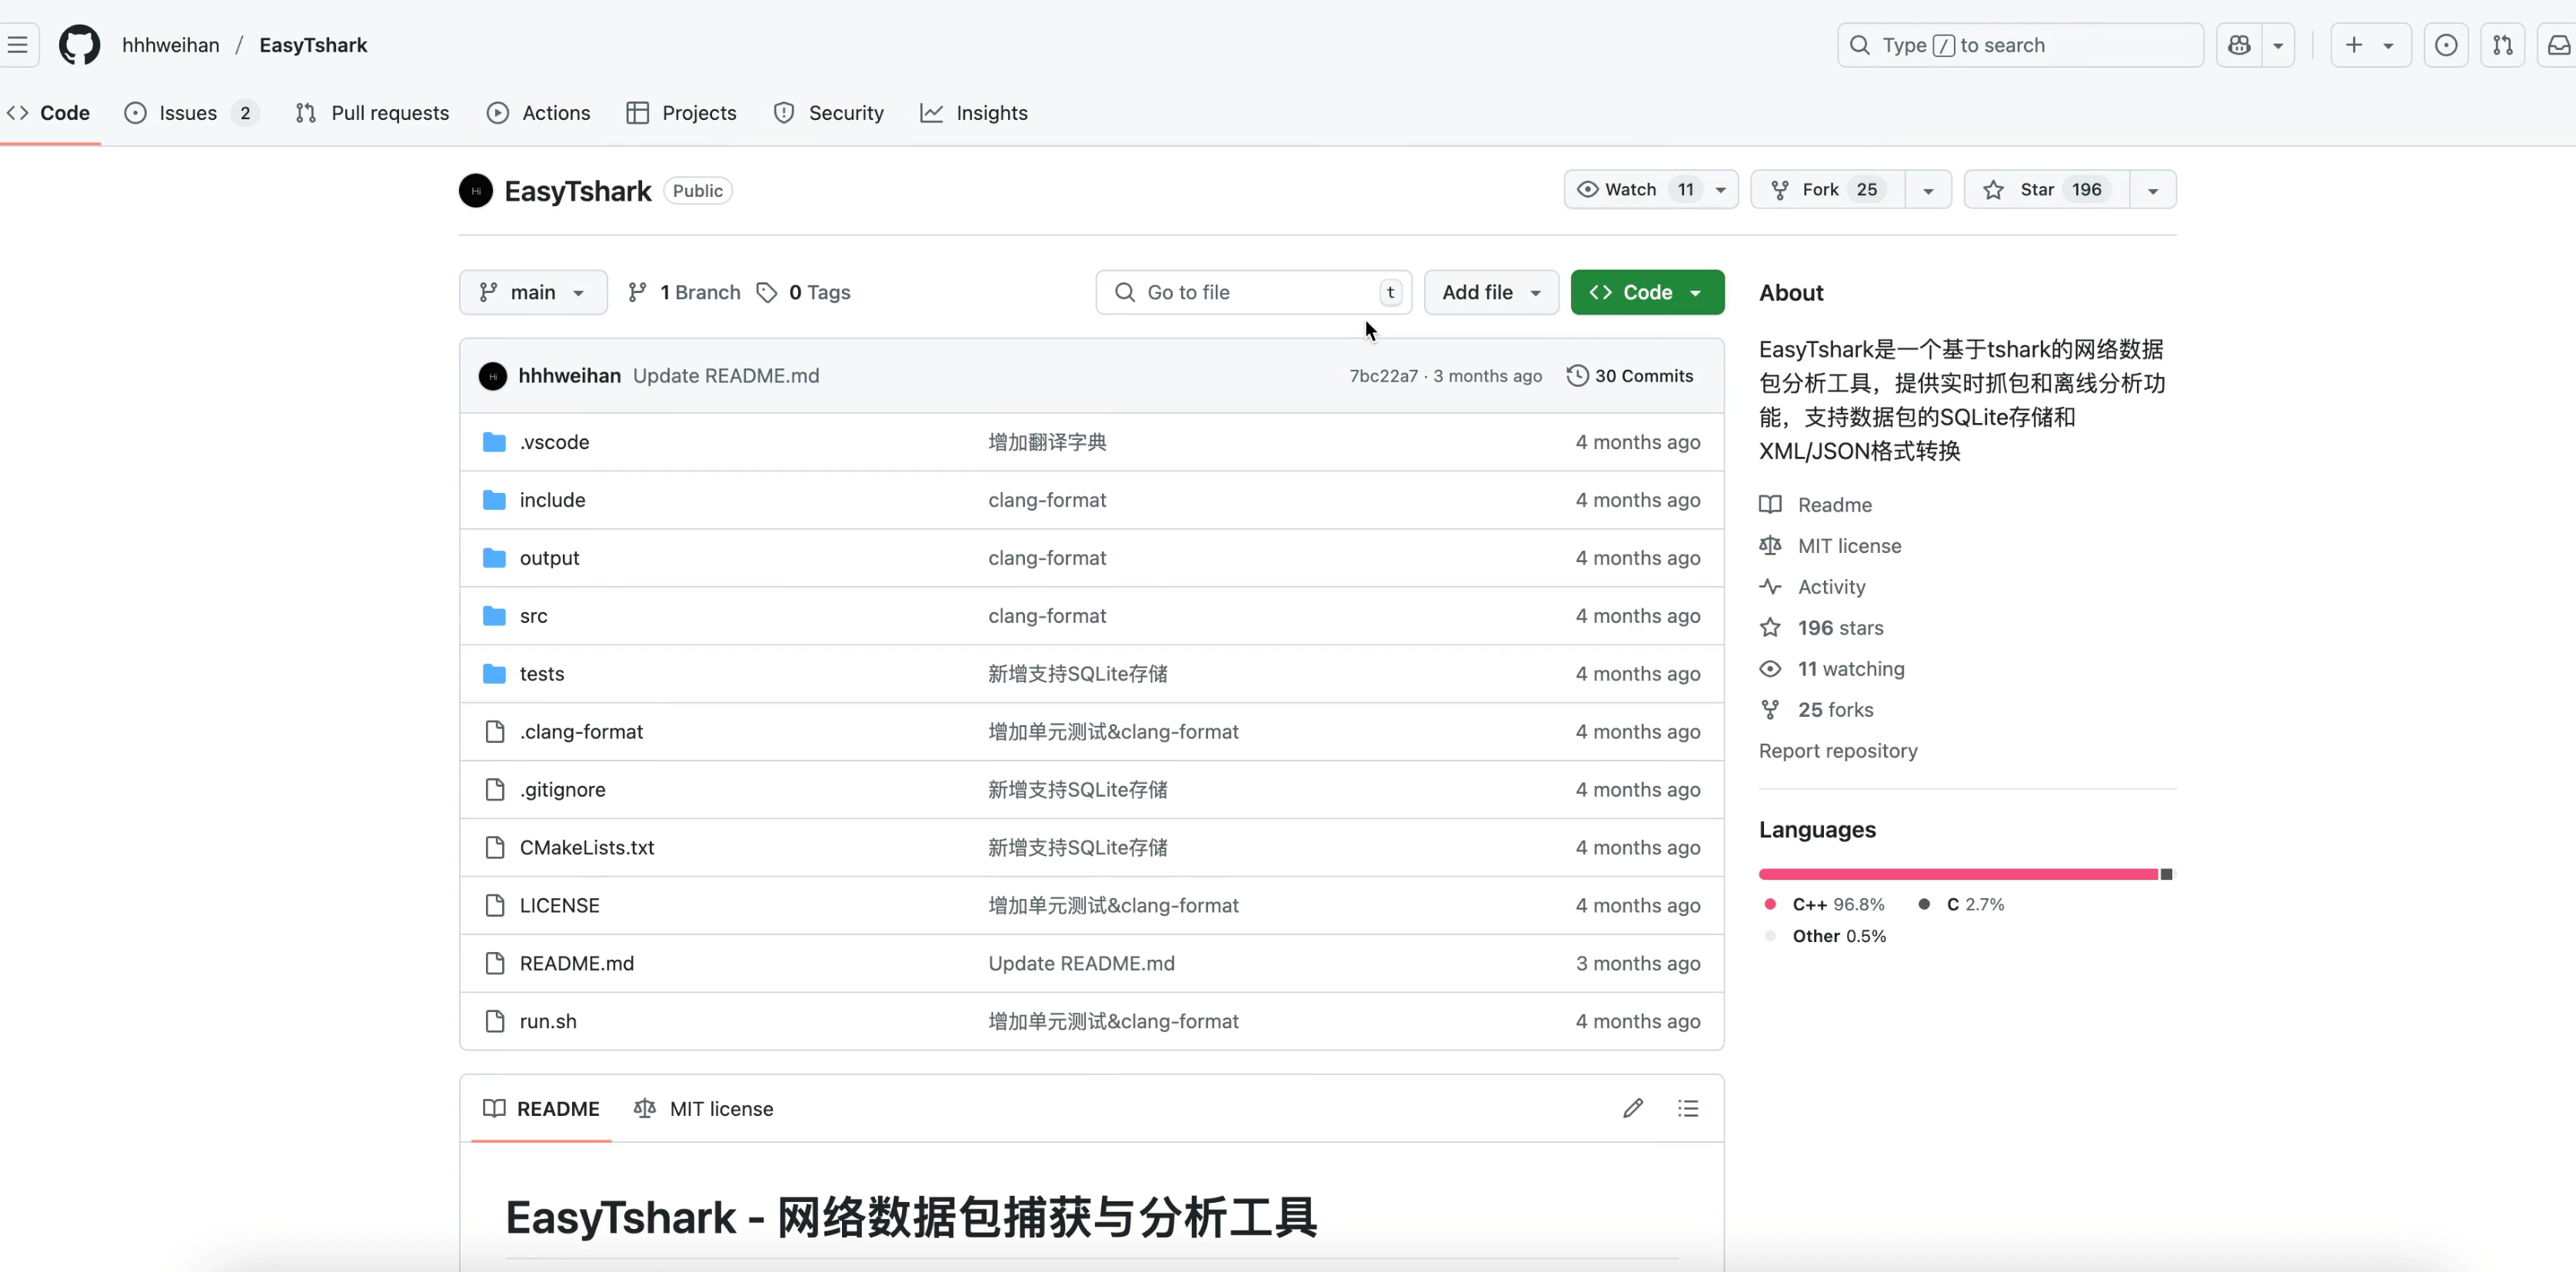 hhhweihan / EasyTshark
Type / to search
Code
Issues 2
Pull requests
Actions
Projects
Security
Insights
Hi
EasyTshark Public
Watch 11
Fork 25
Star 196
main
1 Branch
0 Tags
Go to file t
Add file
Code
Hi
hhhweihan Update README.md 7bc22a7 · 3 months ago 30 Commits
.vscode 增加翻译字典 4 months ago
include clang-format 4 months ago
output clang-format 4 months ago
src clang-format 4 months ago
tests 新增支持SQLite存储 4 months ago
.clang-format 增加单元测试&clang-format 4 months ago
.gitignore 新增支持SQLite存储 4 months ago
CMakeLists.txt 新增支持SQLite存储 4 months ago
LICENSE 增加单元测试&clang-format 4 months ago
README.md Update README.md 3 months ago
run.sh 增加单元测试&clang-format 4 months ago
README MIT license
EasyTshark - 网络数据包捕获与分析工具
About
EasyTshark是一个基于tshark的网络数据
包分析工具，提供实时抓包和离线分析功
能，支持数据包的SQLite存储和
XML/JSON格式转换
Readme
MIT license
Activity
196 stars
11 watching
25 forks
Report repository
Languages
C++ 96.8% C 2.7%
Other 0.5%